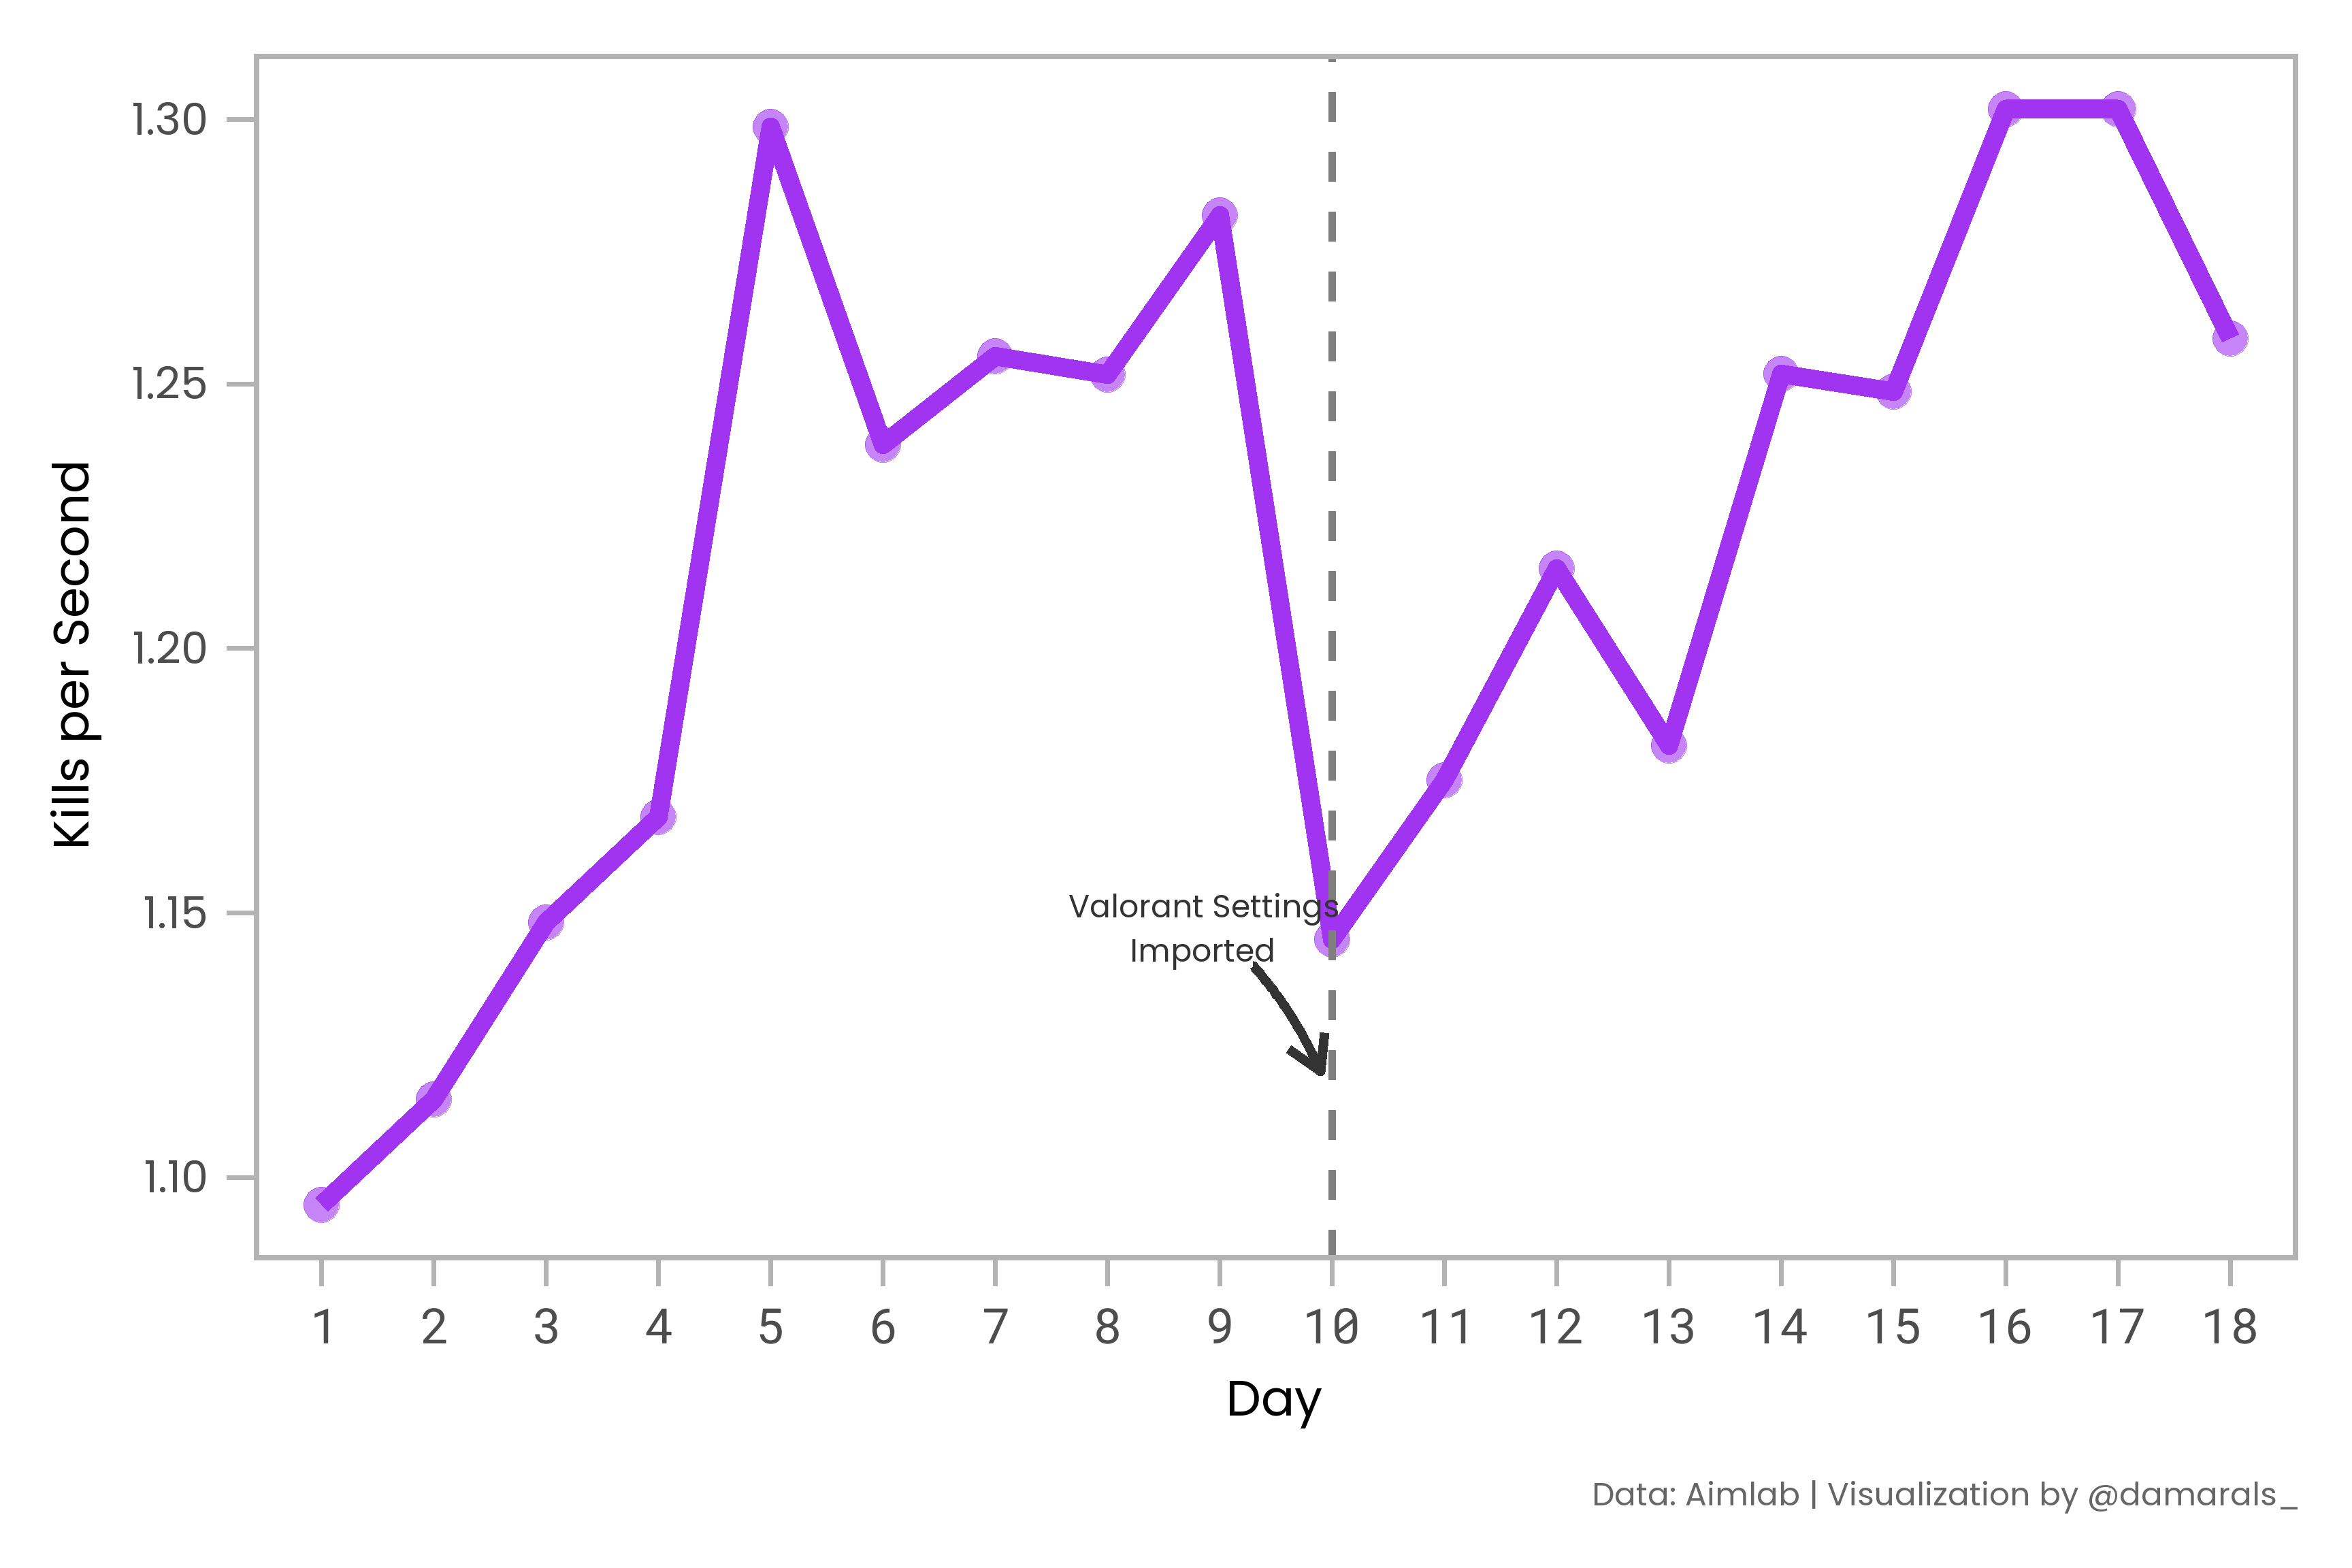 Kills per Second
1.30
1.25
1.20
1.15
1.10
Valorant Settings
Imported
1 2 3 4 5 6 7 8 9 10 11 12 13 14 15 16 17 18
Day
Data: Aimlab | Visualization by @damarals_